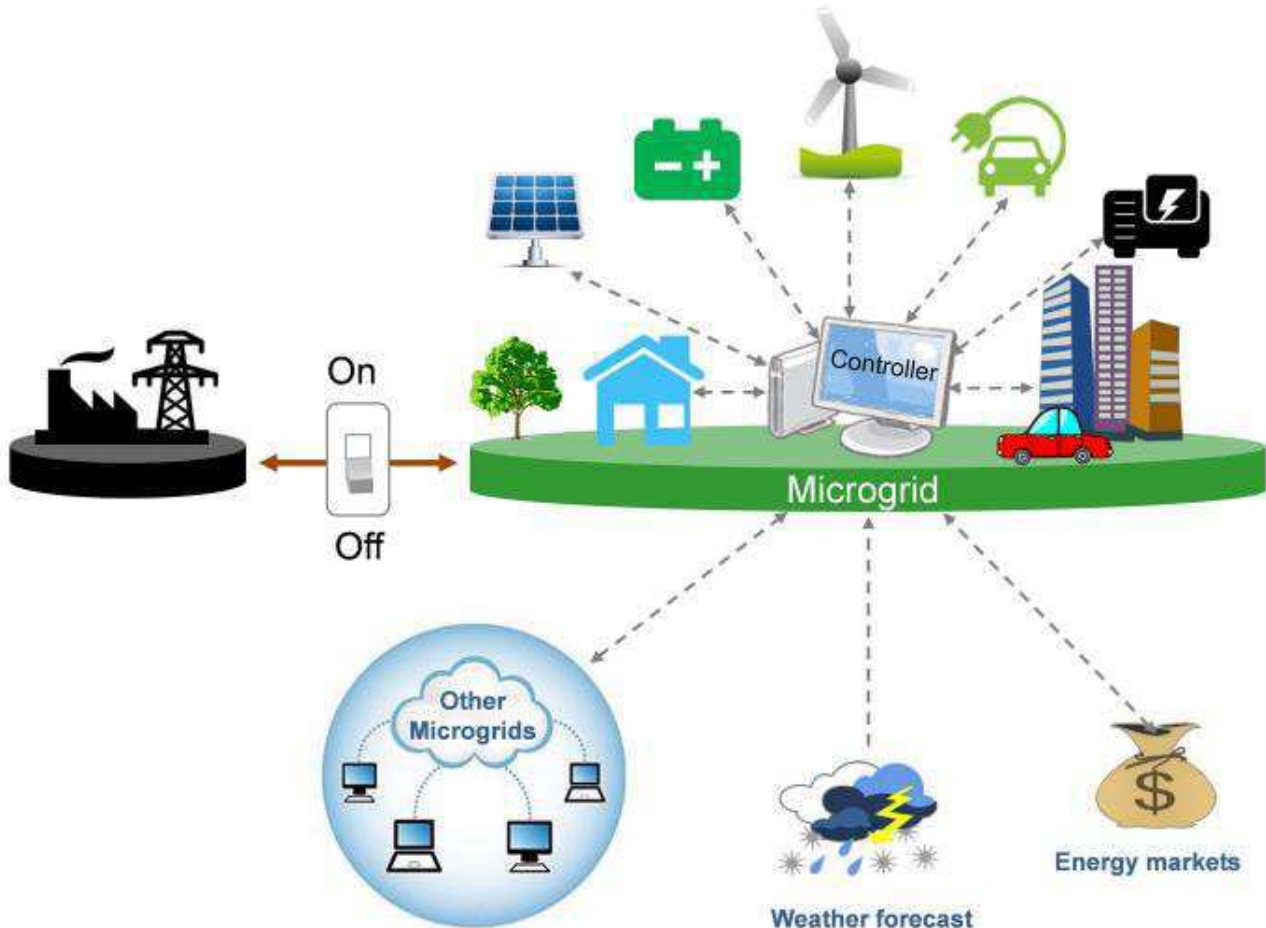 On
Off
Controller
Microgrid
Other
Microgrids
$
Energy markets
Weather forecast